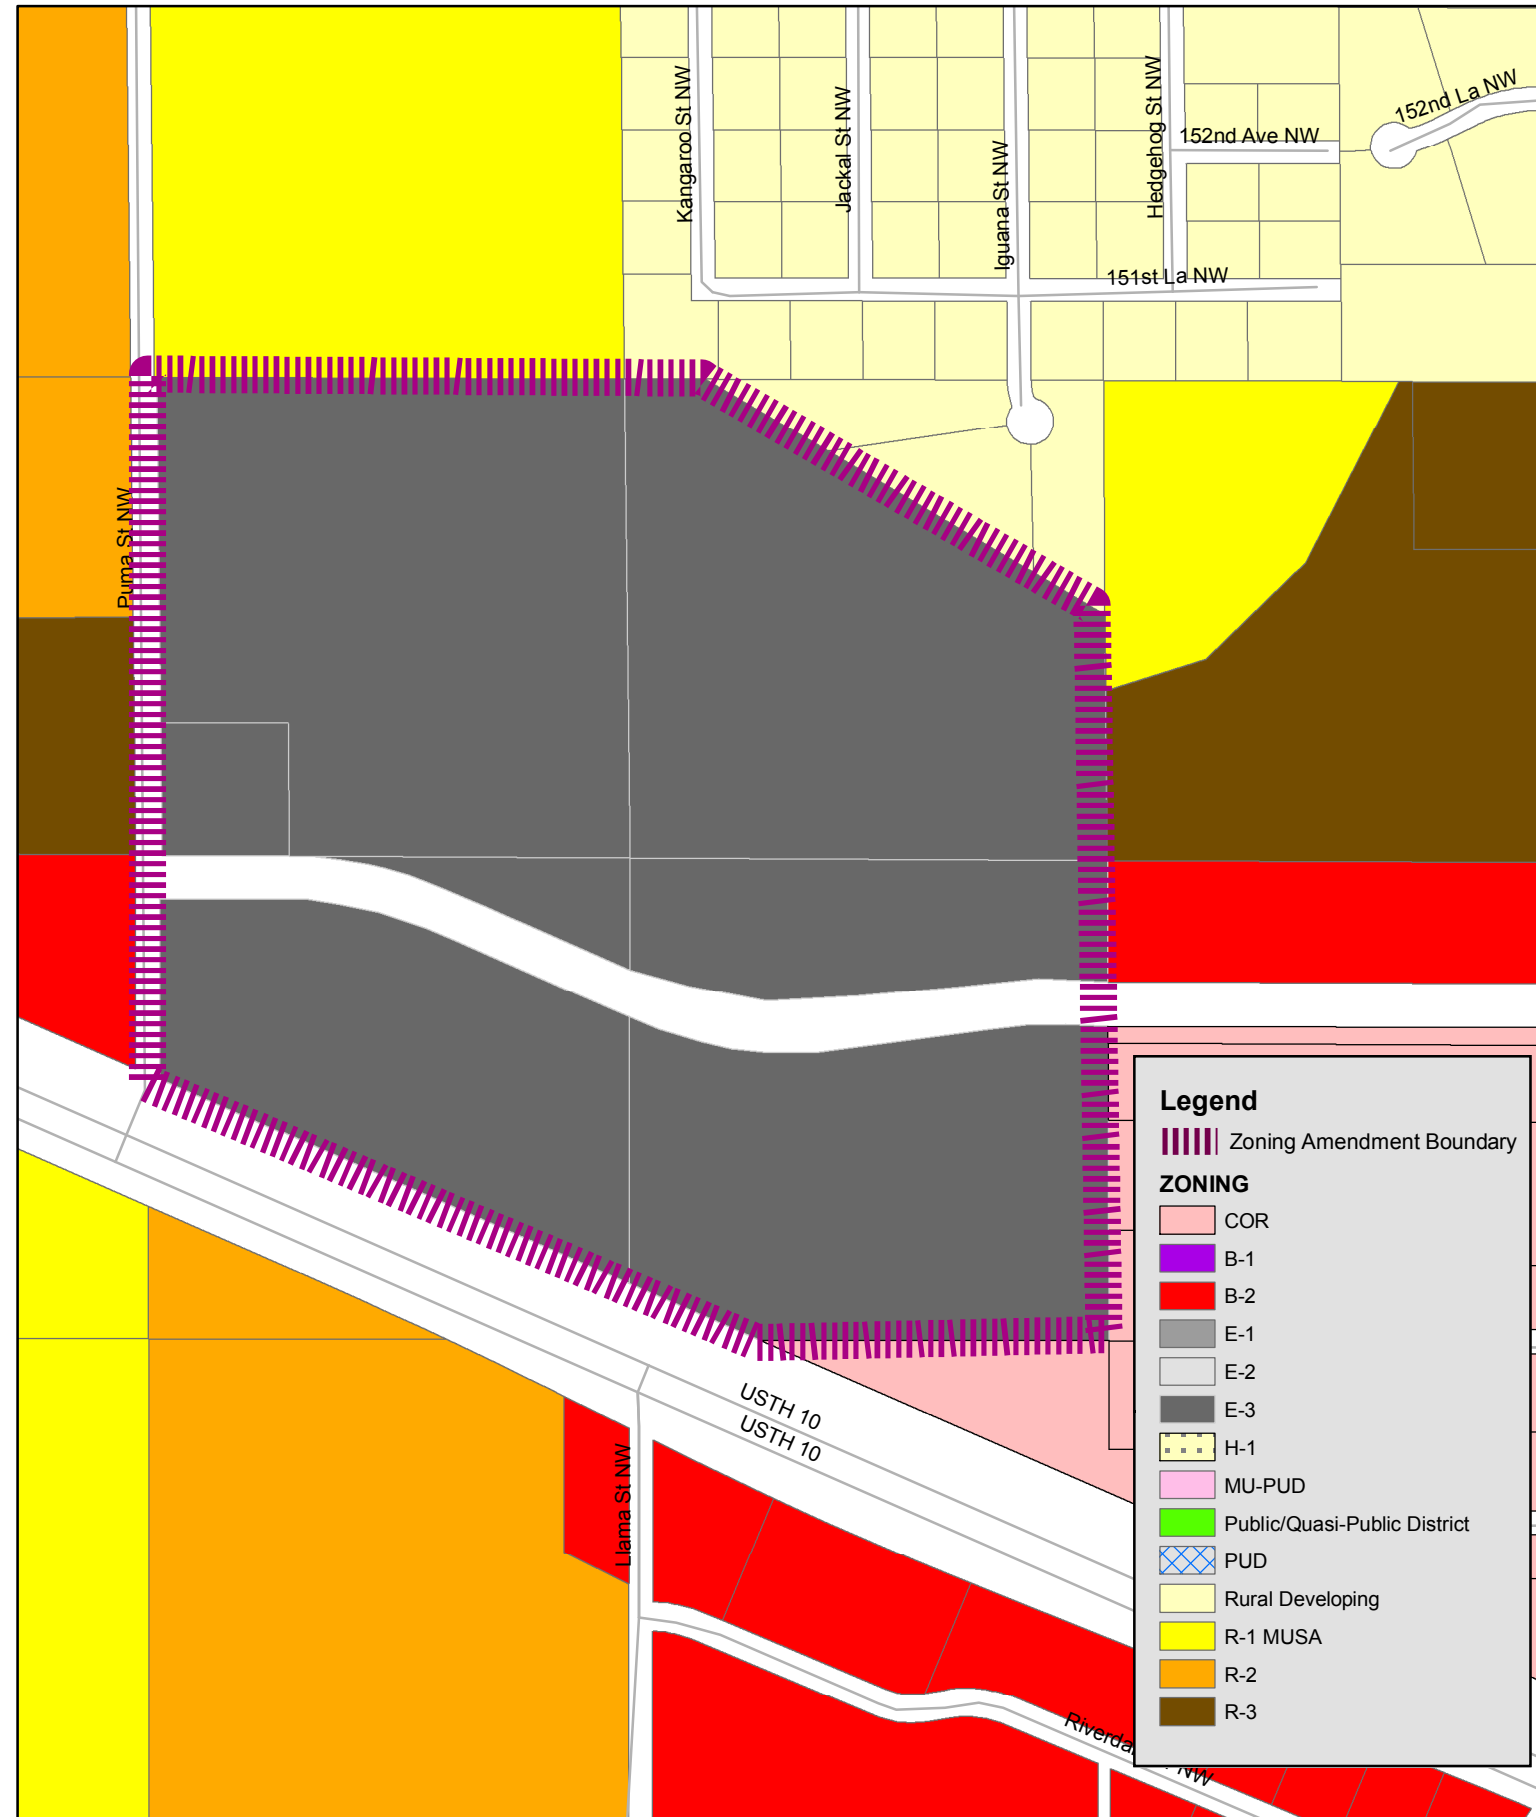 152nd La NW
Kangaroo St NW
Jackal St NW
Iguana St NW
Hedgehog St NW
152nd Ave NW
151st La NW
Puma St NW
USTH 10
USTH 10
Llama St NW
NW
Legend
Zoning Amendment Boundary
ZONING
COR
B-1
B-2
E-1
E-2
E-3
H-1
MU-PUD
Public/Quasi-Public District
PUD
Rural Developing
R-1 MUSA
R-2
R-3